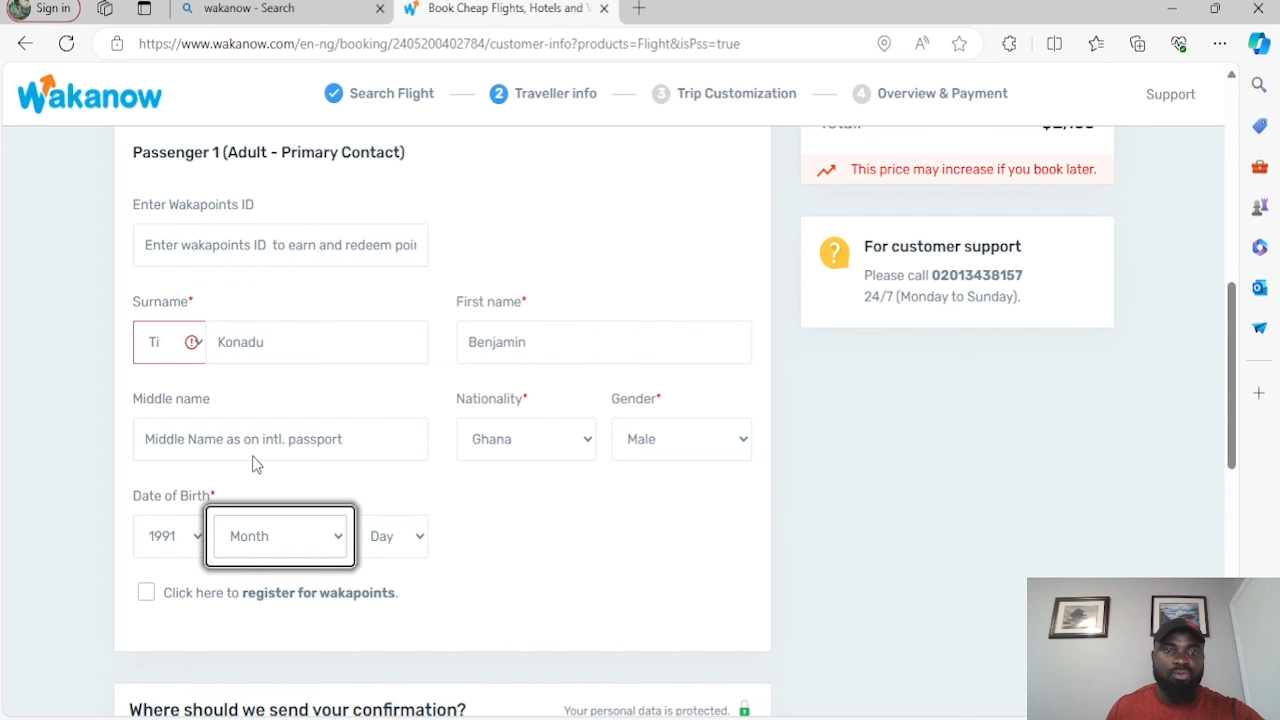 Sign in
wakanow - Search
Book Cheap Flights, Hotels and V
https://www.wakanow.com/en-ng/booking/2405200402784/customer-info?products=Flight&isPss=true
Wakanow
Search Flight
2 Traveller info
3 Trip Customization
4 Overview & Payment
Support
Passenger 1 (Adult - Primary Contact)
This price may increase if you book later.
Enter Wakapoints ID
Enter wakapoints ID to earn and redeem poin
For customer support
Please call 02013438157
24/7 (Monday to Sunday).
Surname*
First name*
Ti
Konadu
Benjamin
Middle name
Nationality*
Gender*
Middle Name as on intl. passport
Ghana
Male
Date of Birth*
1991
Month
Day
Click here to register for wakapoints.
Where should we send your confirmation?
Your personal data is protected.